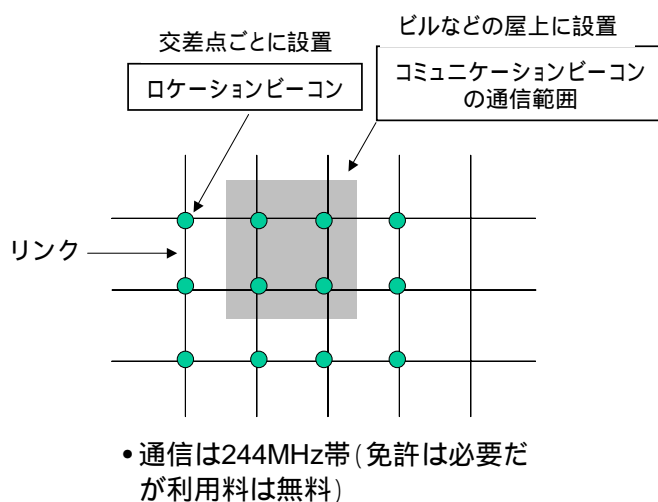 交差点ごとに設置
ロケーションビーコン
ビルなどの屋上に設置
コミュニケーションビーコン
の通信範囲
リンク
•通信は244MHz帯(免許は必要だ
が利用料は無料)